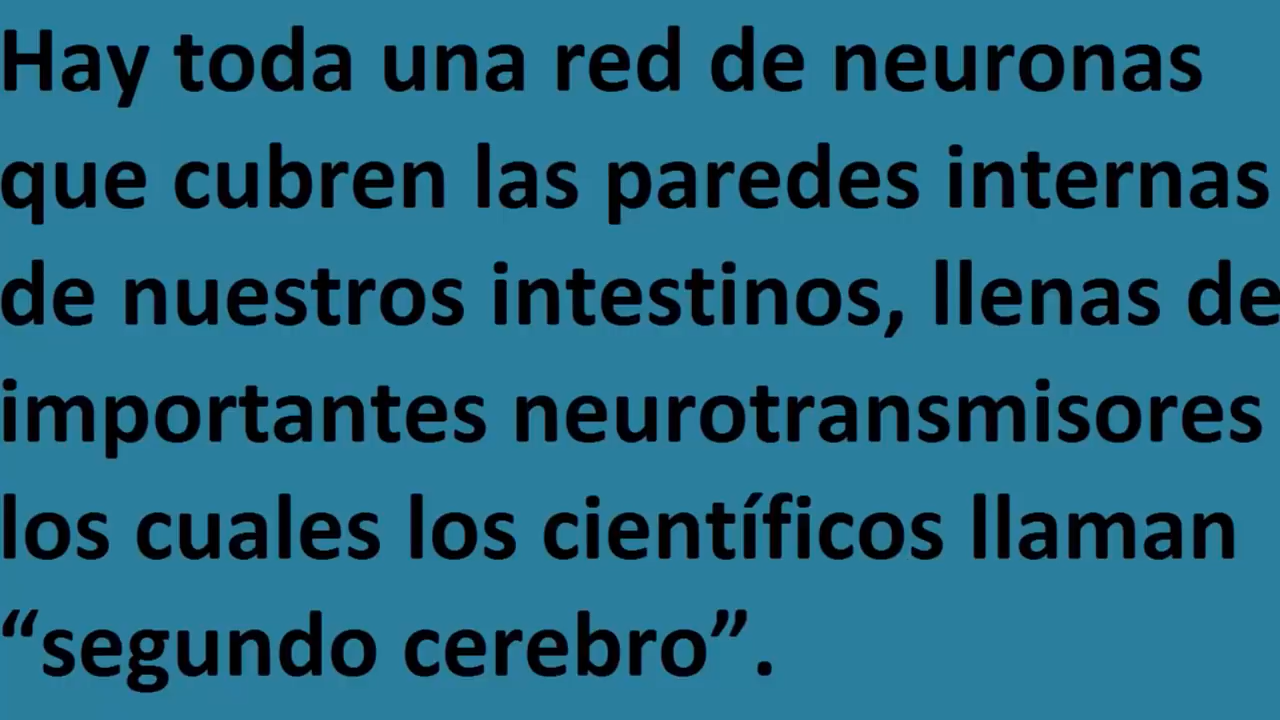 Hay toda una red de neuronas
que cubren las paredes internas
de nuestros intestinos, llenas de
importantes neurotransmisores
los cuales los científicos llaman
“segundo cerebro”.